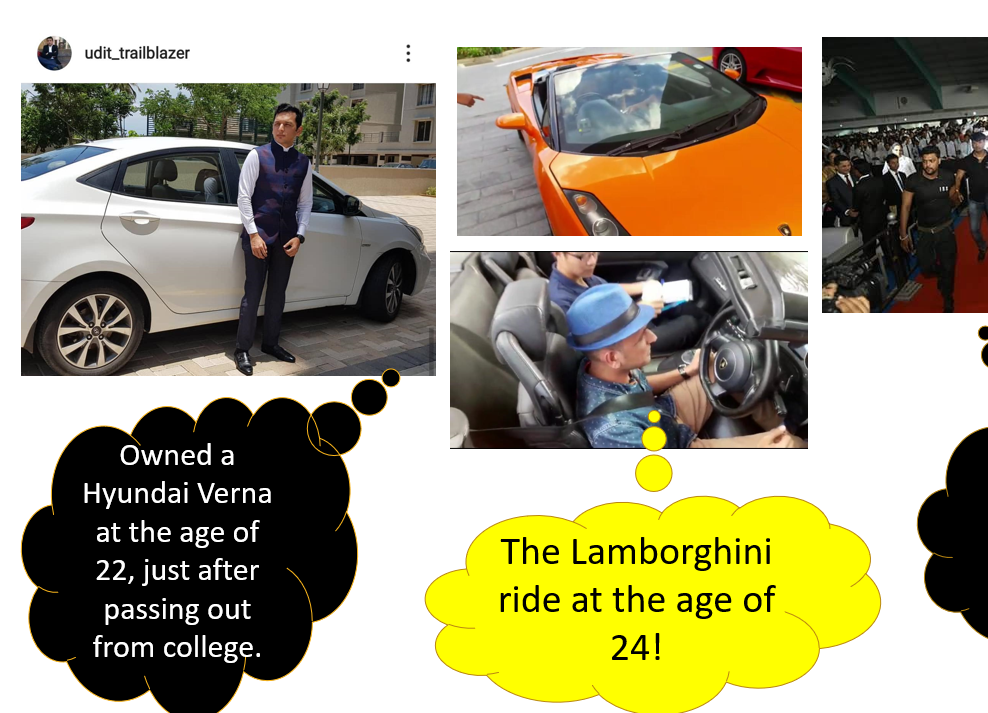 udit_trailblazer
Owned a
Hyundai Verna
at the age of
22, just after
passing out
from college.
The Lamborghini
ride at the age of
24!